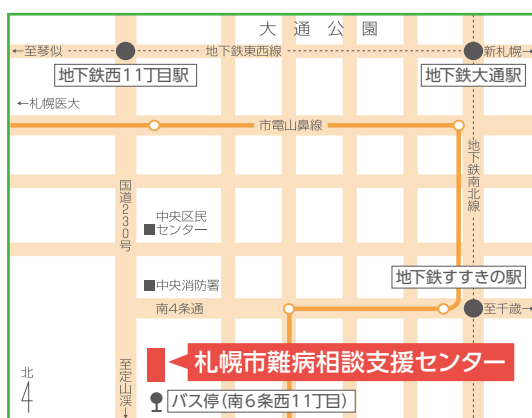 大通公園
←至琴似
地下鉄東西線
新札幌→
地下鉄西11丁目駅
地下鉄大通駅
←札幌医大
市電山鼻線
地下鉄南北線
国道230号
中央区民
センター
地下鉄すすきの駅
中央消防署
南4条通
至千歳→
札幌市難病相談支援センター
至定山渓
北
バス停(南6条西11丁目)